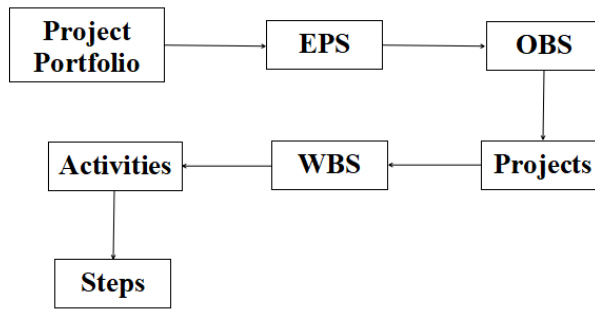 Project
Portfolio
EPS
OBS
Activities
WBS
Projects
Steps